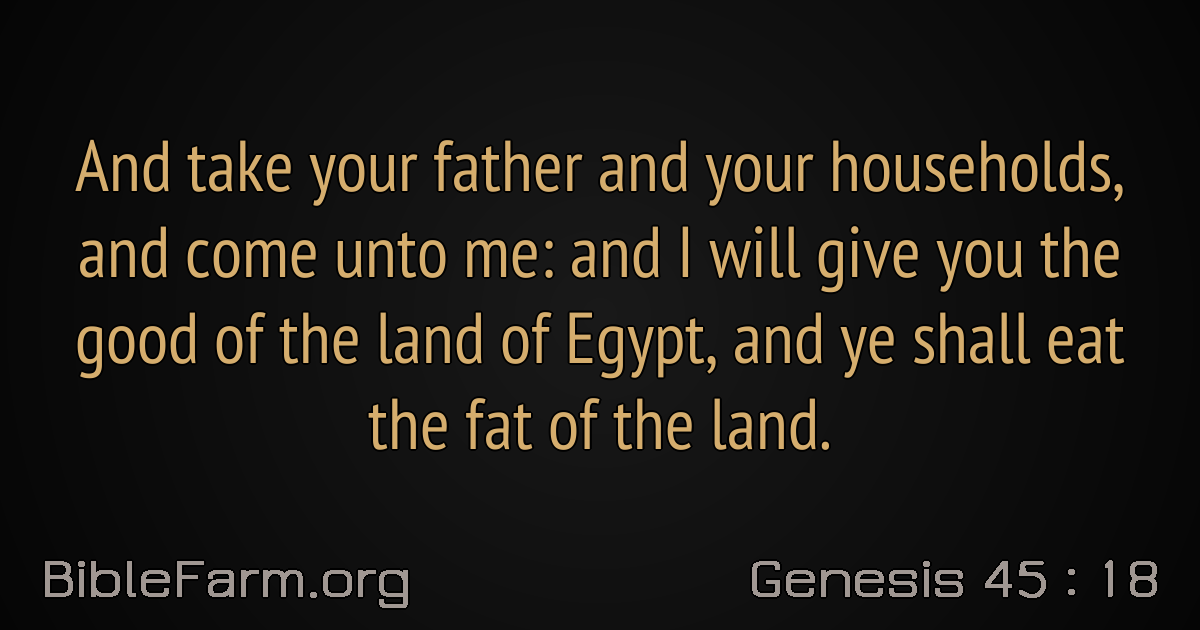 And take your father and your households,
and come unto me: and I will give you the
good of the land of Egypt, and ye shall eat
the fat of the land.
BibleFarm.org
Genesis 45 : 18